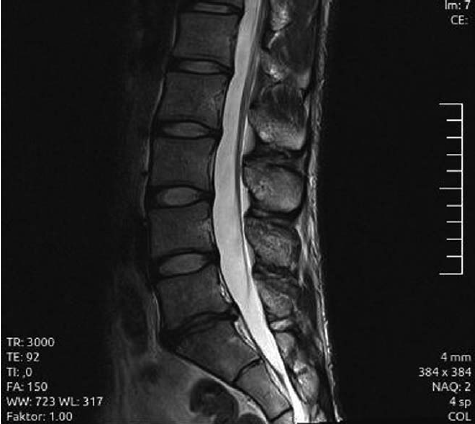 Im: 7
CE:
TR: 3000
TE: 92
TI: ,0
FA: 150
WW: 723 WL: 317
Faktor: 1.00
4 mm
384 x 384
NAQ: 2
4 sp
COL